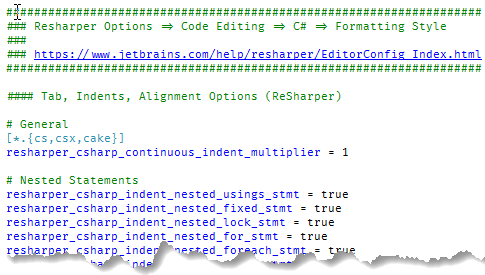 ################################################################
### Resharper Options => Code Editing => C# => Formatting Style
###
### https://www.jetbrains.com/help/resharper/EditorConfig_Index.html
################################################################
#### Tab, Indents, Alignment Options (ReSharper)
# General
[*.{cs,csx,cake}]
resharper_csharp_continuous_indent_multiplier = 1
# Nested Statements
resharper_csharp_indent_nested_usings_stmt = true
resharper_csharp_indent_nested_fixed_stmt = true
resharper_csharp_indent_nested_lock_stmt = true
resharper_csharp_indent_nested_for_stmt = true
resharper_csharp_indent_nested_foreach_stmt = true